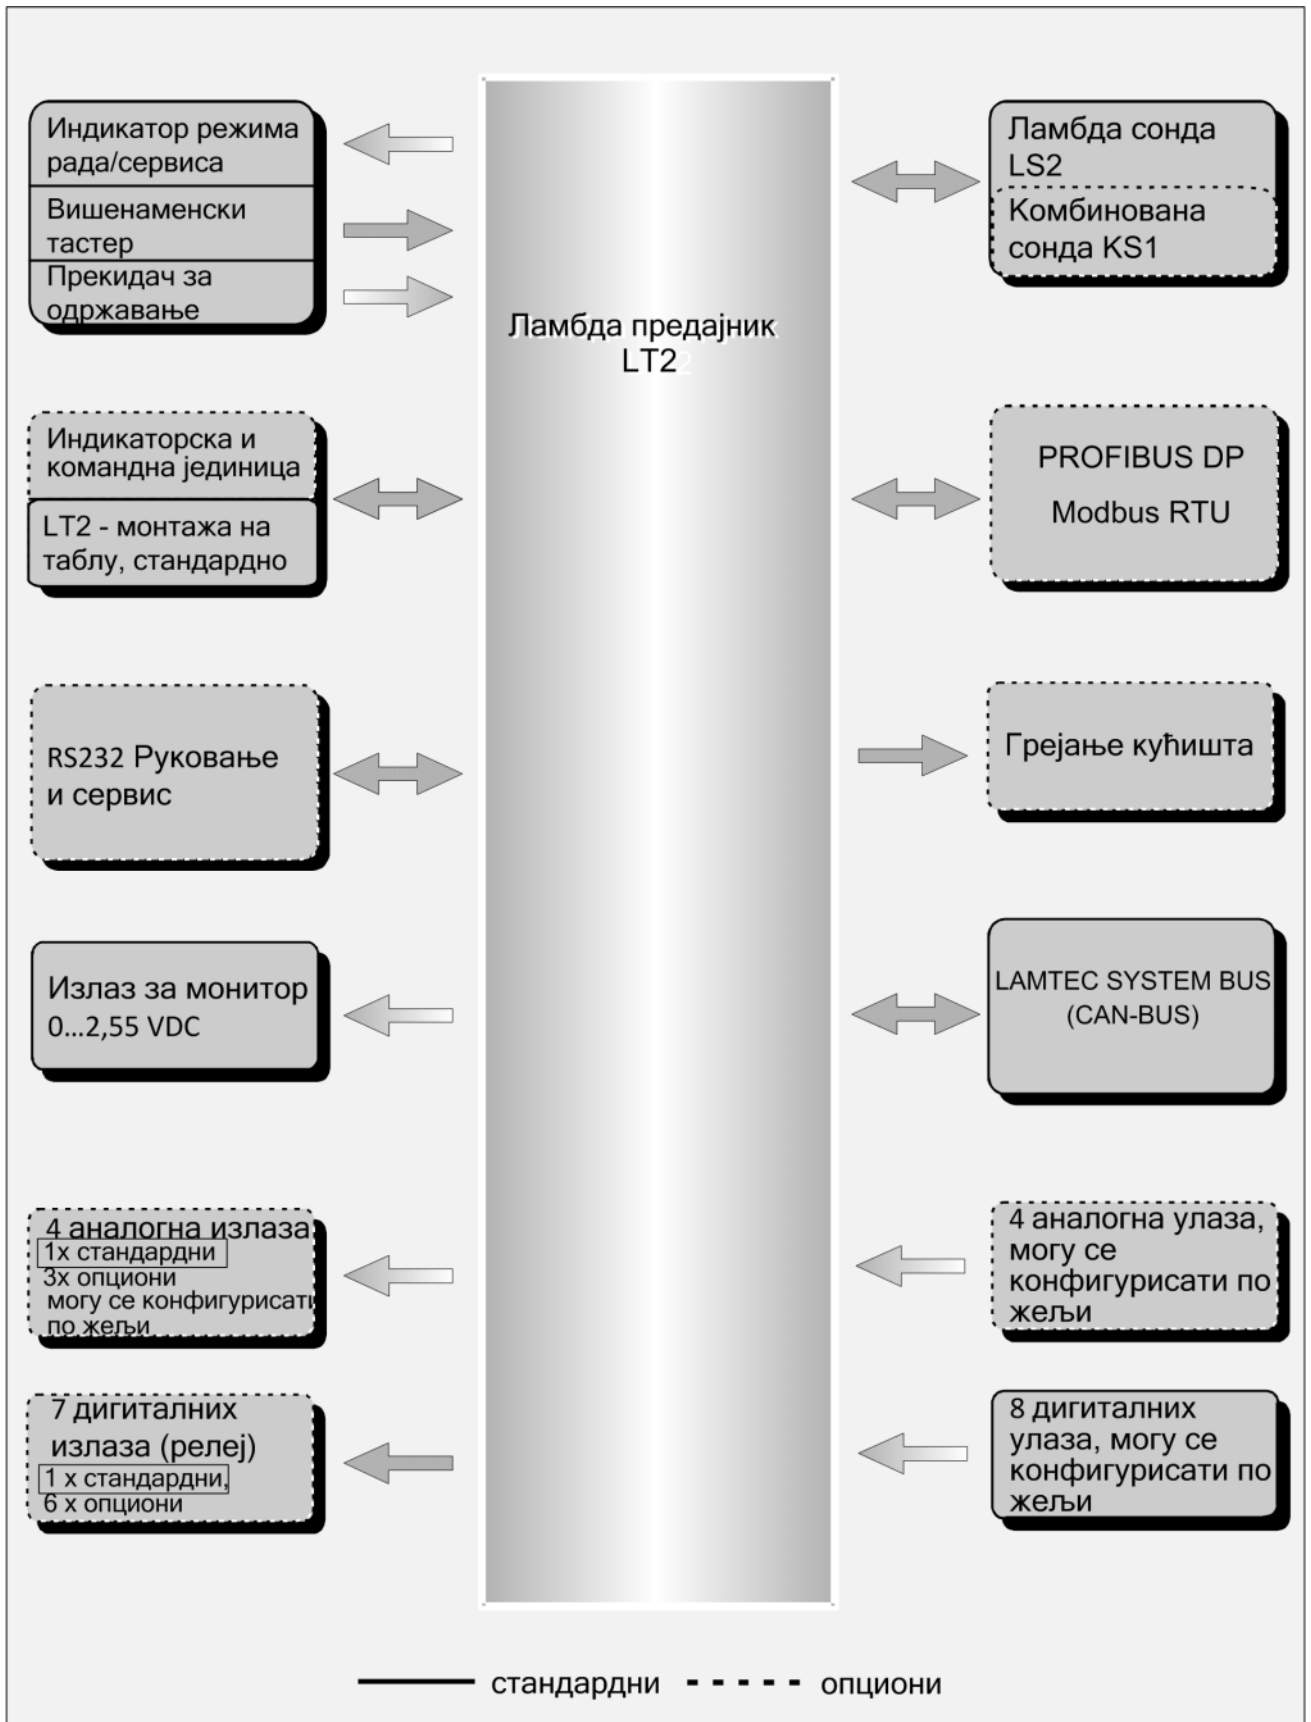 Индикатор режима
рада/сервиса
Вишенаменски
тастер
Прекидач за
одржавање
Индикаторска и
командна јединица
LT2 - монтажа на
таблу, стандардно
RS232 Руковање
и сервис
Излаз за монитор
0...2,55 VDC
4 аналогна излаза
1x стандардни
3x опциони
могу се конфигурисати
по жељи
7 дигиталних
излаза (релеј)
1 x стандардни,
6 x опциони
Ламбда предајник
LT2
Ламбда сонда
LS2
Комбинована
сонда KS1
PROFIBUS DP
Modbus RTU
Грејање кућишта
LAMTEC SYSTEM BUS
(CAN-BUS)
4 аналогна улаза,
могу се
конфигурисати по
жељи
8 дигиталних
улаза, могу се
конфигурисати по
жељи
стандардни опциони